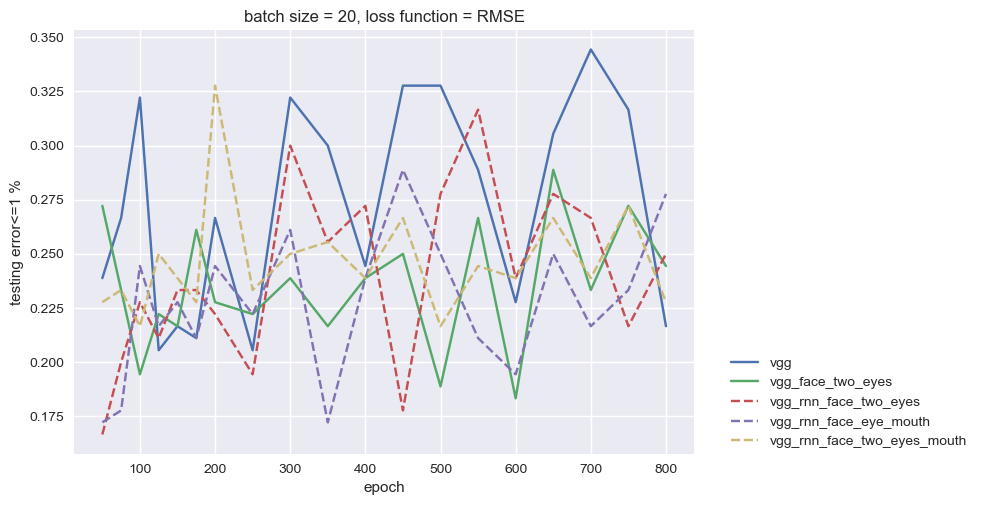 batch size = 20, loss function = RMSE
testing error<=1 %
0.350
0.325
0.300
0.275
0.250
0.225
0.200
0.175
100 200 300 400 500 600 700 800
epoch
vgg
vgg_face_two_eyes
vgg_rnn_face_two_eyes
vgg_rnn_face_eye_mouth
vgg_rnn_face_two_eyes_mouth